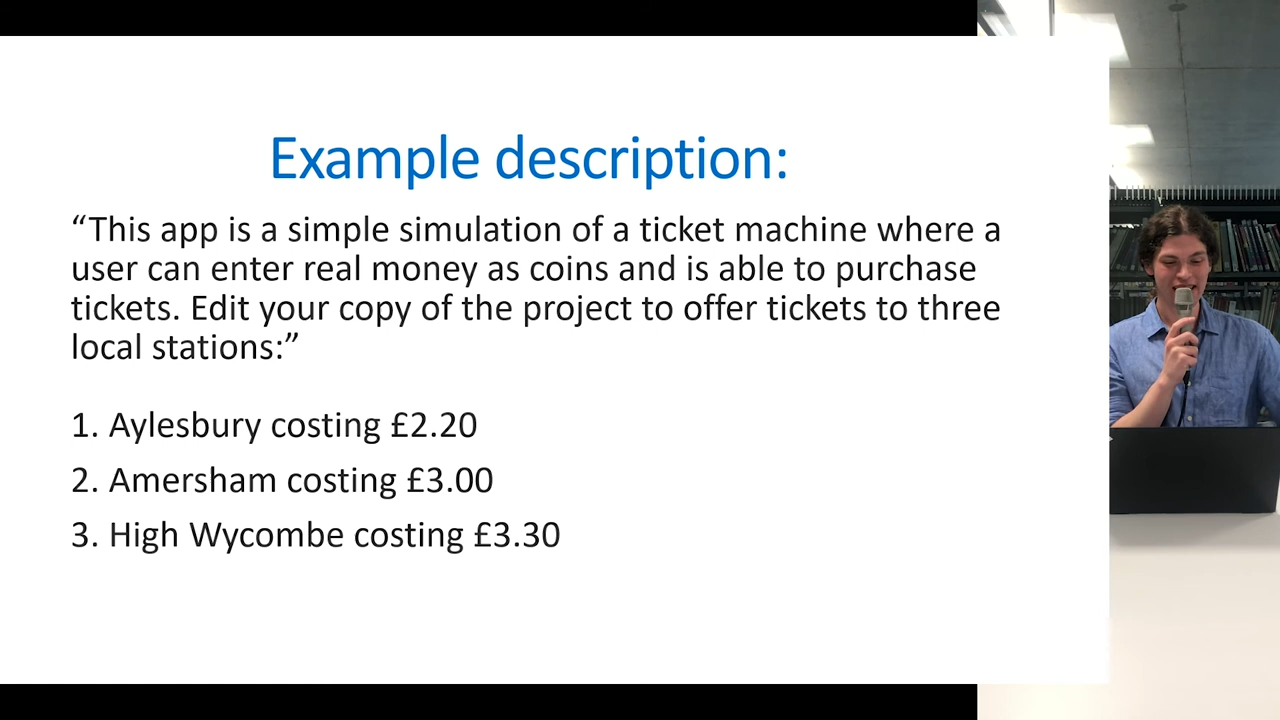 Example description:
“This app is a simple simulation of a ticket machine where a
user can enter real money as coins and is able to purchase
tickets. Edit your copy of the project to offer tickets to three
local stations:”
1. Aylesbury costing £2.20
2. Amersham costing £3.00
3. High Wycombe costing £3.30